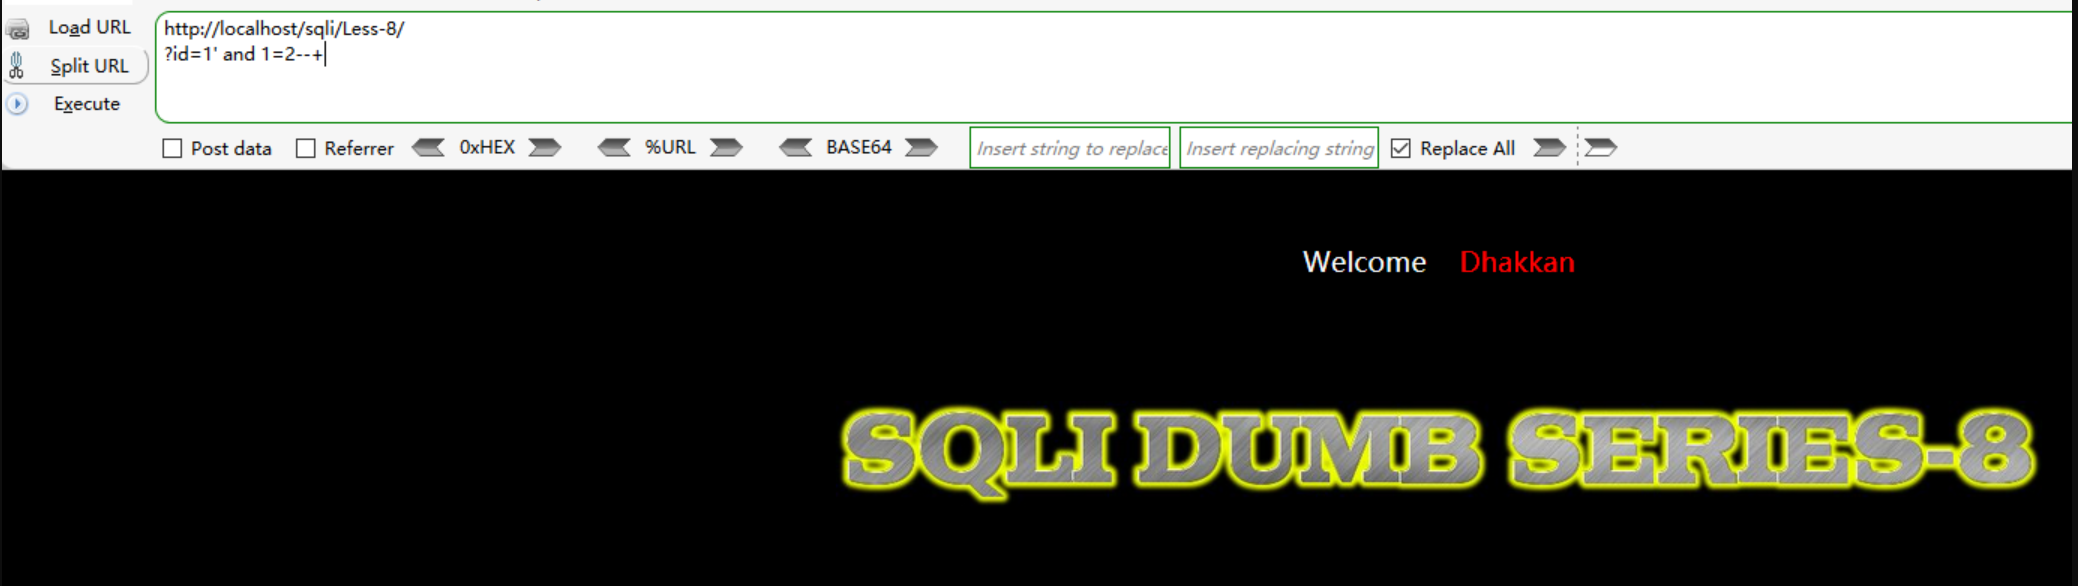 Load URL
http://localhost/sqli/Less-8/
Split URL
?id=1' and 1=2--+
Execute
Post data Referrer 0xHEX %URL BASE64 Insert string to replace Insert replacing string Replace All
Welcome Dhakkan
SQLI DUMB SERIES-8